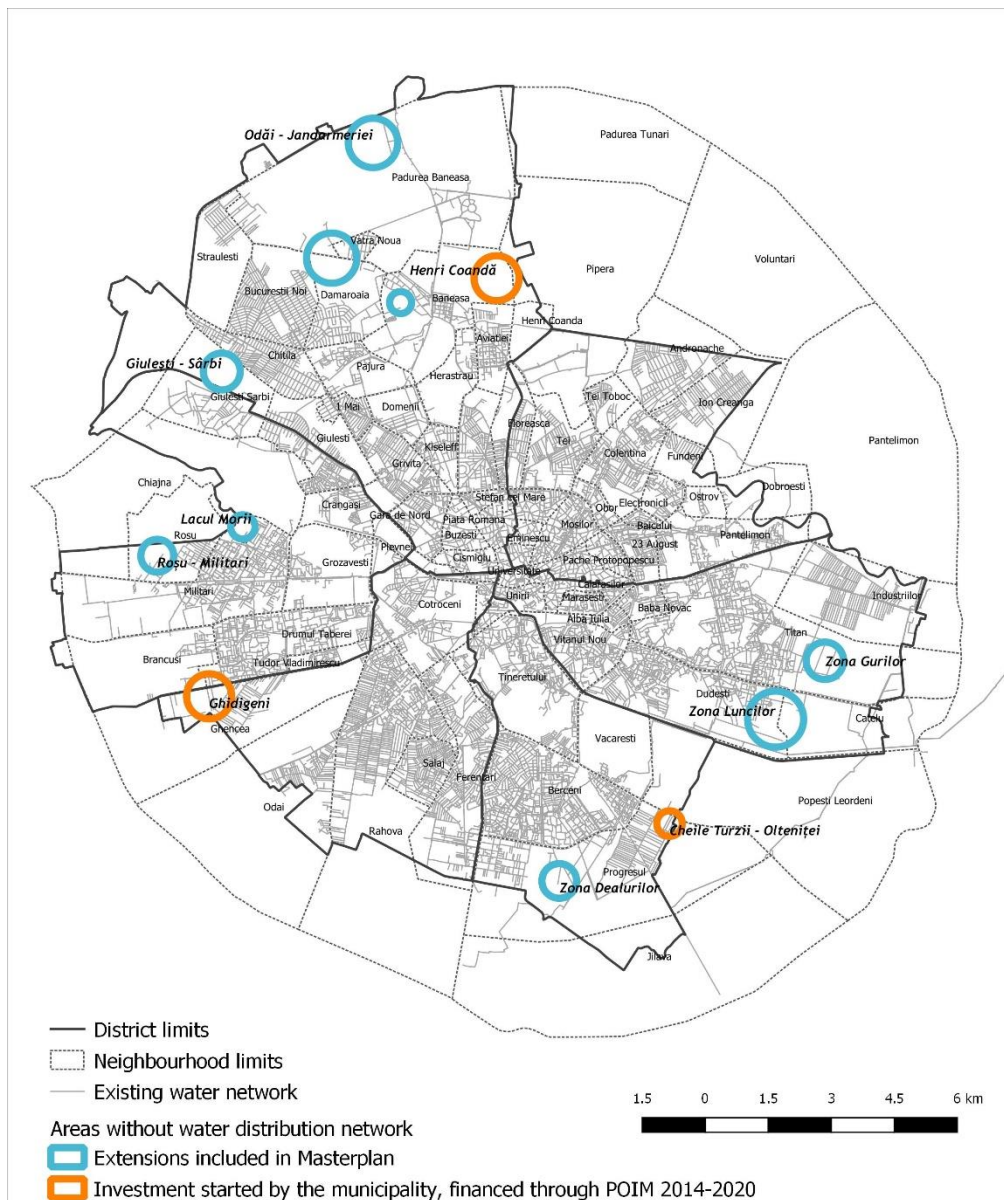 Odăi - Jandarmeriei
Padurea Tunari
Padurea Baneasa
Vatra Noua
Straulesti
Voluntari
Henri Coandă
Pipera
Bucurestii Noi
Damaroaia
Baneasa
Henri Coanda
Aviatiei
Andronache
Chitila
Giulești - Sârbi
Pajura
Herastrau
Giulesti Sarbi
Tei Toboc
Ion Creanga
1 Mai
Domenii
Floreasca
Giulesti
Kiseleff
Tei
Colentina
Fundeni
Pantelimon
Grivita
Chiajna
Dobroesti
Stefan cel Mare
Electronicii
Ostrov
Crangasi
Obor
Gara de Nord
Piata Romana
Mosilor
Baicului
Lacul Morii
Rosu
Buzesti
Eminescu
23 August
Pantelimon
Plevnei
Cismigiu
Pache Protopopescu
Roșu - Militari
Grozavesti
Universitate
Militari
Calarasilor
Unirii
Marasesti
Industriilor
Cotroceni
Baba Novac
Alba Iulia
Drumul Taberei
Vitanul Nou
Titan
Brancusi
Tudor Vladimirescu
Zona Gurilor
Tineretului
Dudesti
Ghidigeni
Zona Luncilor
Catelu
Ghencea
Vacaresti
Salaj
Ferentari
Berceni
Odai
Popesti Leordeni
Rahova
Cheile Turzii - Olteniței
Progresul
Zona Dealurilor
Jilava
District limits
Neighbourhood limits
Existing water network
1.5 0 1.5 3 4.5 6 km
Areas without water distribution network
Extensions included in Masterplan
Investment started by the municipality, financed through POIM 2014-2020